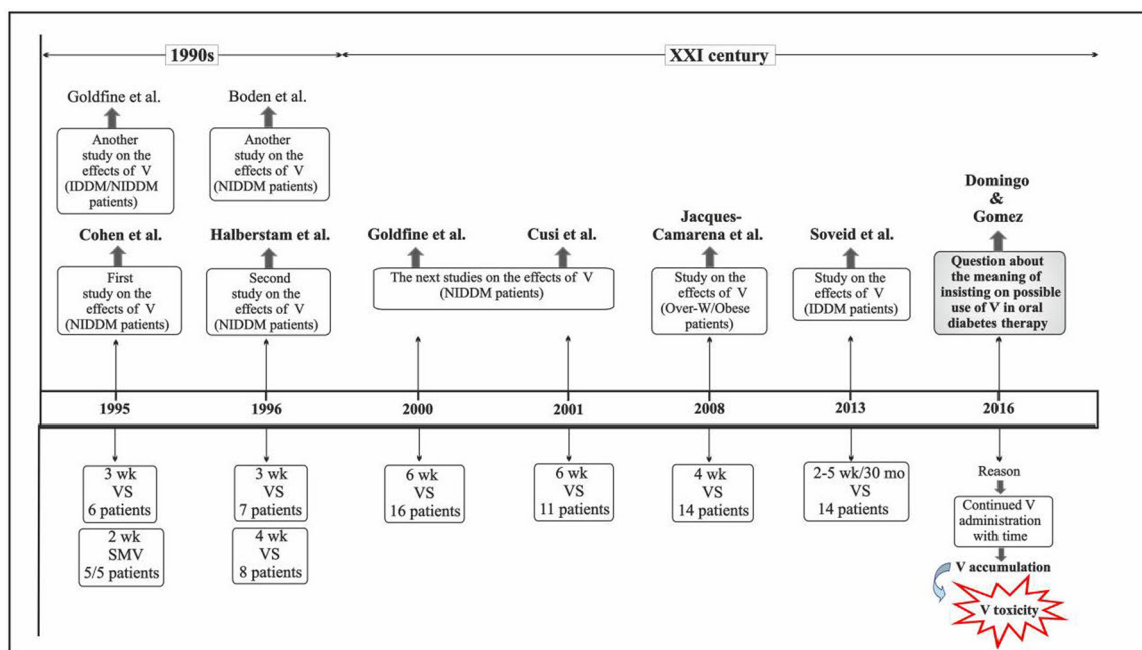 1990s
XXI century
Goldfine et al.
Another
study on the
effects of V
(IDDM/NIDDM
patients)
Boden et al.
Another
study on the
effects of V
(NIDDM patients)
Cohen et al.
First
study on the
effects of V
(NIDDM patients)
Halberstam et al.
Second
study on the
effects of V
(NIDDM patients)
Goldfine et al.
Cusi et al.
The next studies on the effects of V
(NIDDM patients)
Jacques-
Camarena et al.
Study on the
effects of V
(Over-W/Obese
patients)
Soveid et al.
Study on the
effects of V
(IDDM patients)
Domingo
&
Gomez
Question about
the meaning of
insisting on possible
use of V in oral
diabetes therapy
1995
1996
2000
2001
2008
2013
2016
3 wk
VS
6 patients
2 wk
SMV
5/5 patients
3 wk
VS
7 patients
4 wk
VS
8 patients
6 wk
VS
16 patients
6 wk
VS
11 patients
4 wk
VS
14 patients
2-5 wk/30 mo
VS
14 patients
Reason
Continued V
administration
with time
V accumulation
V toxicity